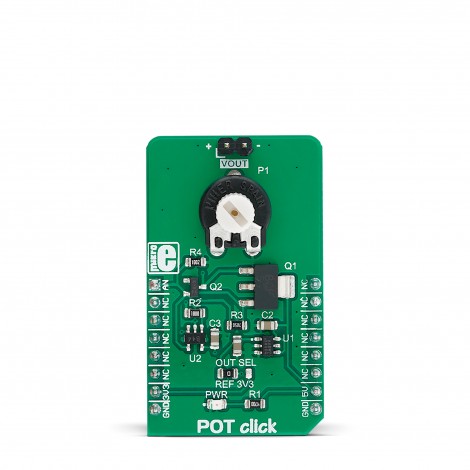 + -
VOUT
P1
mikro
e
R4
Q1
Q2
AN NC
NC NC
NC NC
NC NC
NC NC
NC NC
3V3 5V
GND GND
R2
C3
R3
C2
U2
U1
OUT SEL
REF 3V3
PWR
R1
POT click